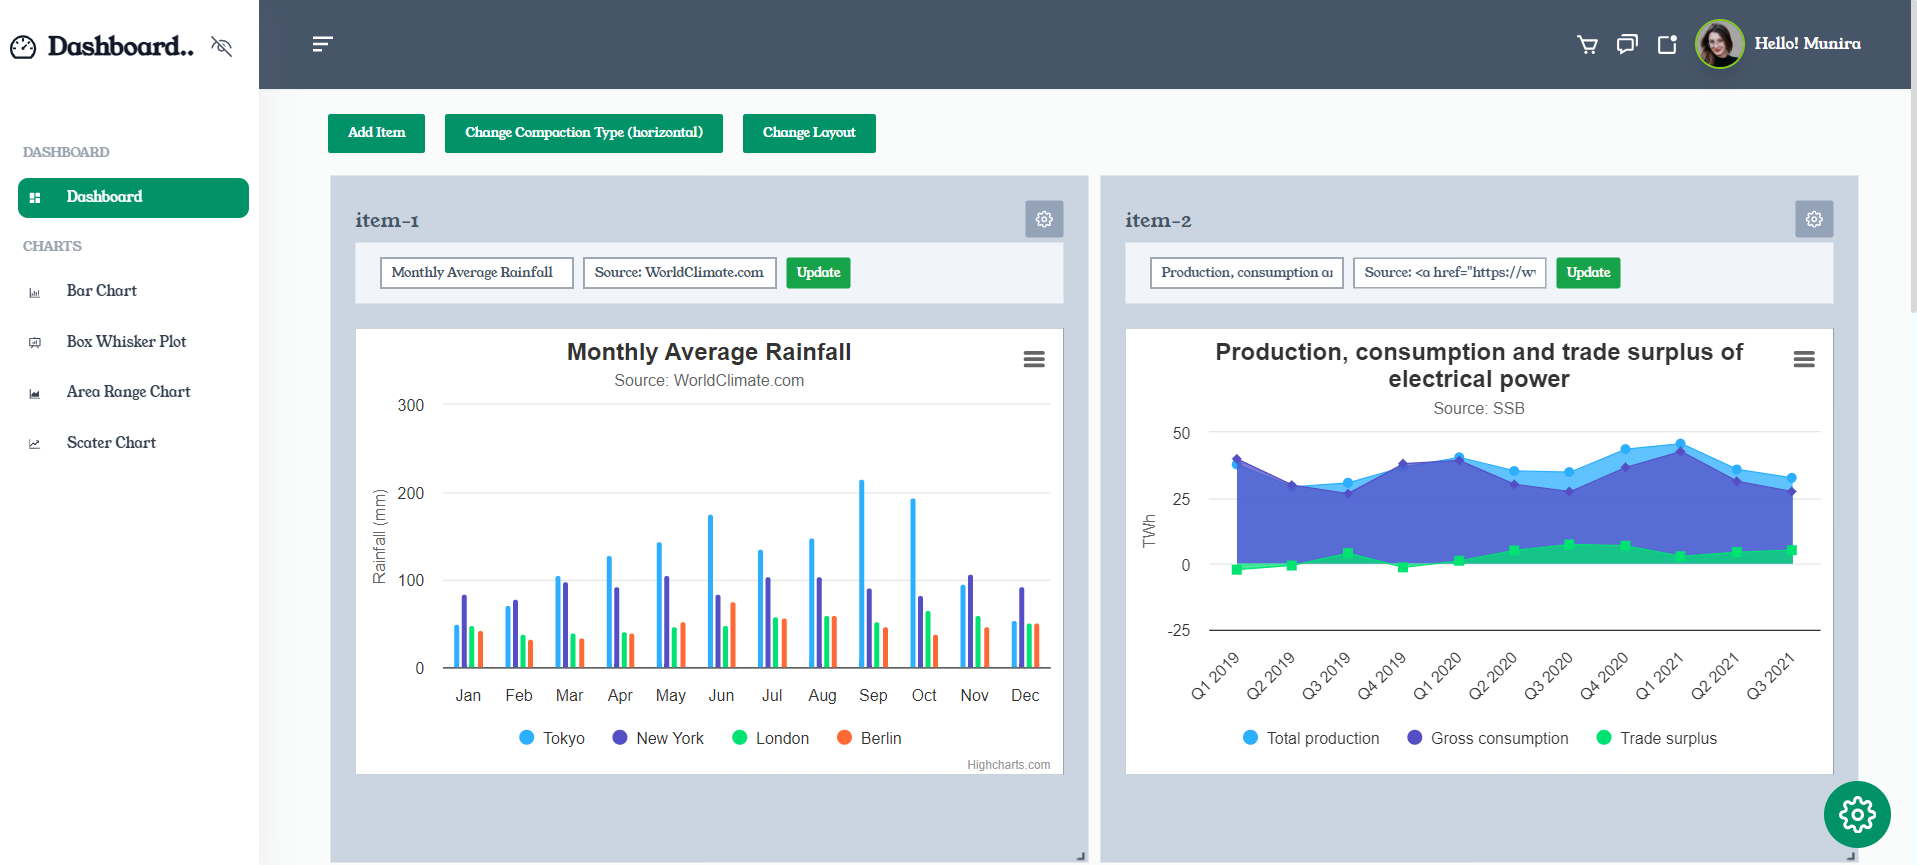 Dashboard..
Hello! Munira
Add Item
Change Compaction Type (horizontal)
Change Layout
DASHBOARD
Dashboard
CHARTS
Bar Chart
Box Whisker Plot
Area Range Chart
Scater Chart
item-1
Monthly Average Rainfall
Source: WorldClimate.com
Update
Monthly Average Rainfall
Source: WorldClimate.com
Rainfall (mm)
300
200
100
0
Jan Feb Mar Apr May Jun Jul Aug Sep Oct Nov Dec
Tokyo New York London Berlin
Highcharts.com
item-2
Production, consumption
Source: <a href="https://
Update
Production, consumption and trade surplus of
electrical power
Source: SSB
TWh
50
25
0
-25
Q1 2019 Q2 2019 Q3 2019 Q4 2019 Q1 2020 Q2 2020 Q3 2020 Q4 2020 Q1 2021 Q2 2021 Q3 2021
Total production Gross consumption Trade surplus